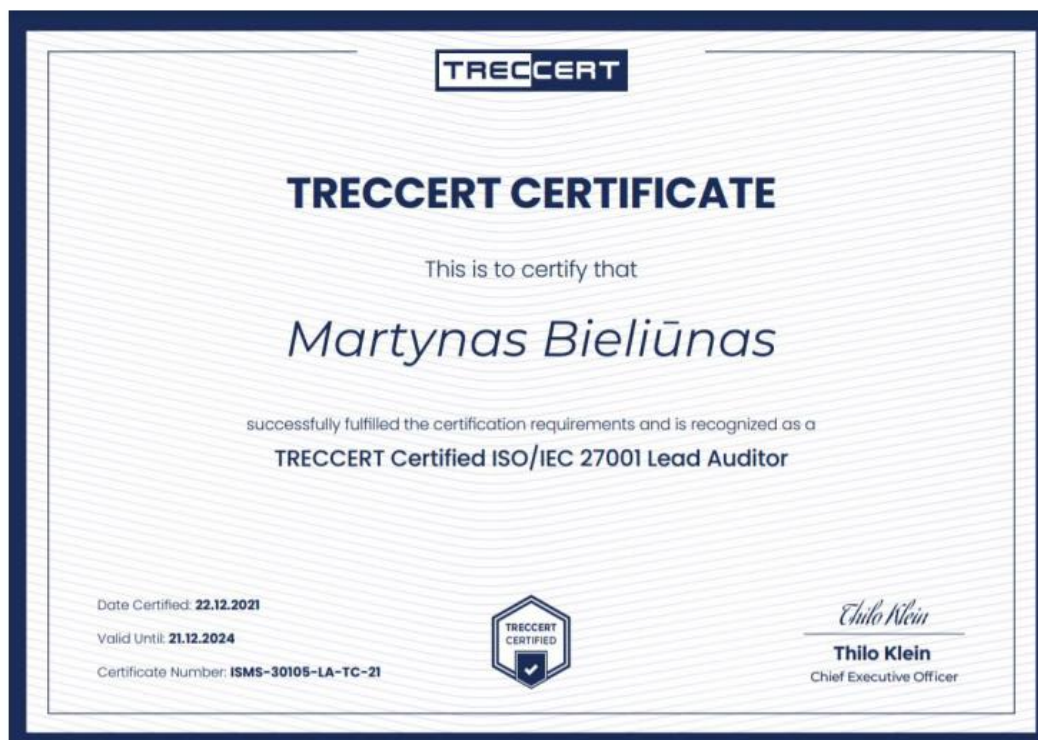 TRECCERT
TRECCERT CERTIFICATE
This is to certify that
Martynas Bieliūnas
successfully fulfilled the certification requirements and is recognized as a
TRECCERT Certified ISO/IEC 27001 Lead Auditor
Date Certified: 22.12.2021
Valid Until: 21.12.2024
Certificate Number: ISMS-30105-LA-TC-21
TRECCERT
CERTIFIED
Thilo Klein
Thilo Klein
Chief Executive Officer